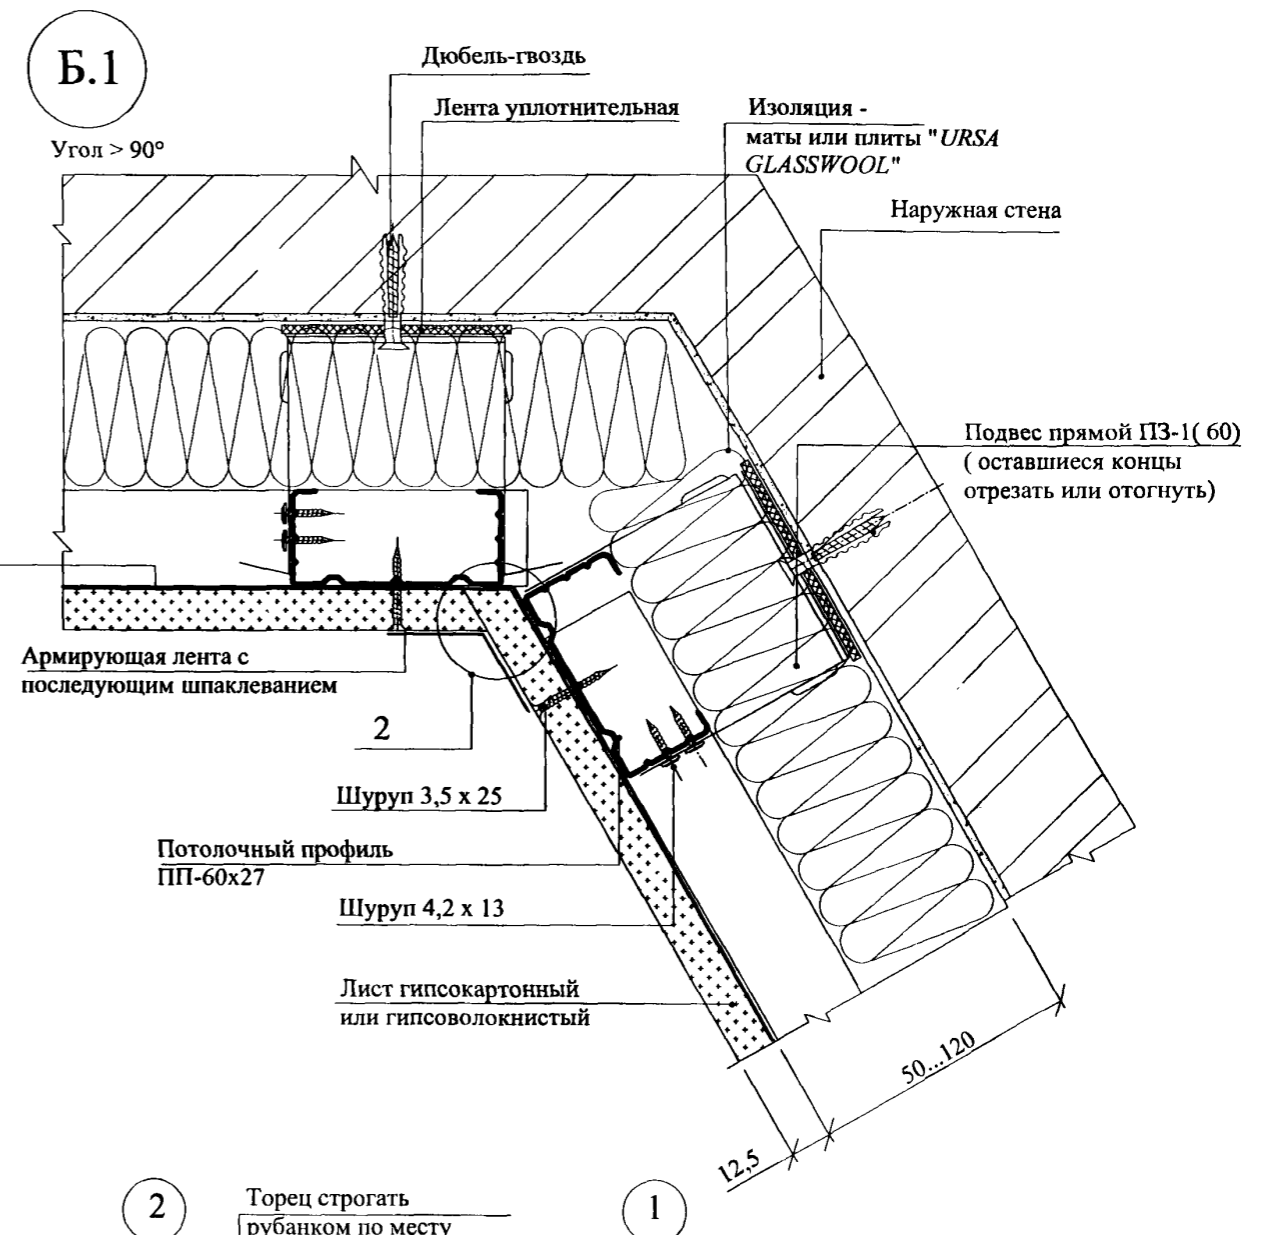 Б.1
Угол > 90°
Дюбель-гвоздь
Лента уплотнительная
Изоляция -
маты или плиты "URSA
GLASSWOOL"
Наружная стена
Подвес прямой ПЗ-1( 60)
( оставшиеся концы
отрезать или отогнуть)
Армирующая лента с
последующим шпаклеванием
2
Шуруп 3,5 х 25
Потолочный профиль
ПП-60х27
Шуруп 4,2 х 13
Лист гипсокартонный
или гипсоволокнистый
50...120
12,5
2
Торец строгать
рубанком по месту
1